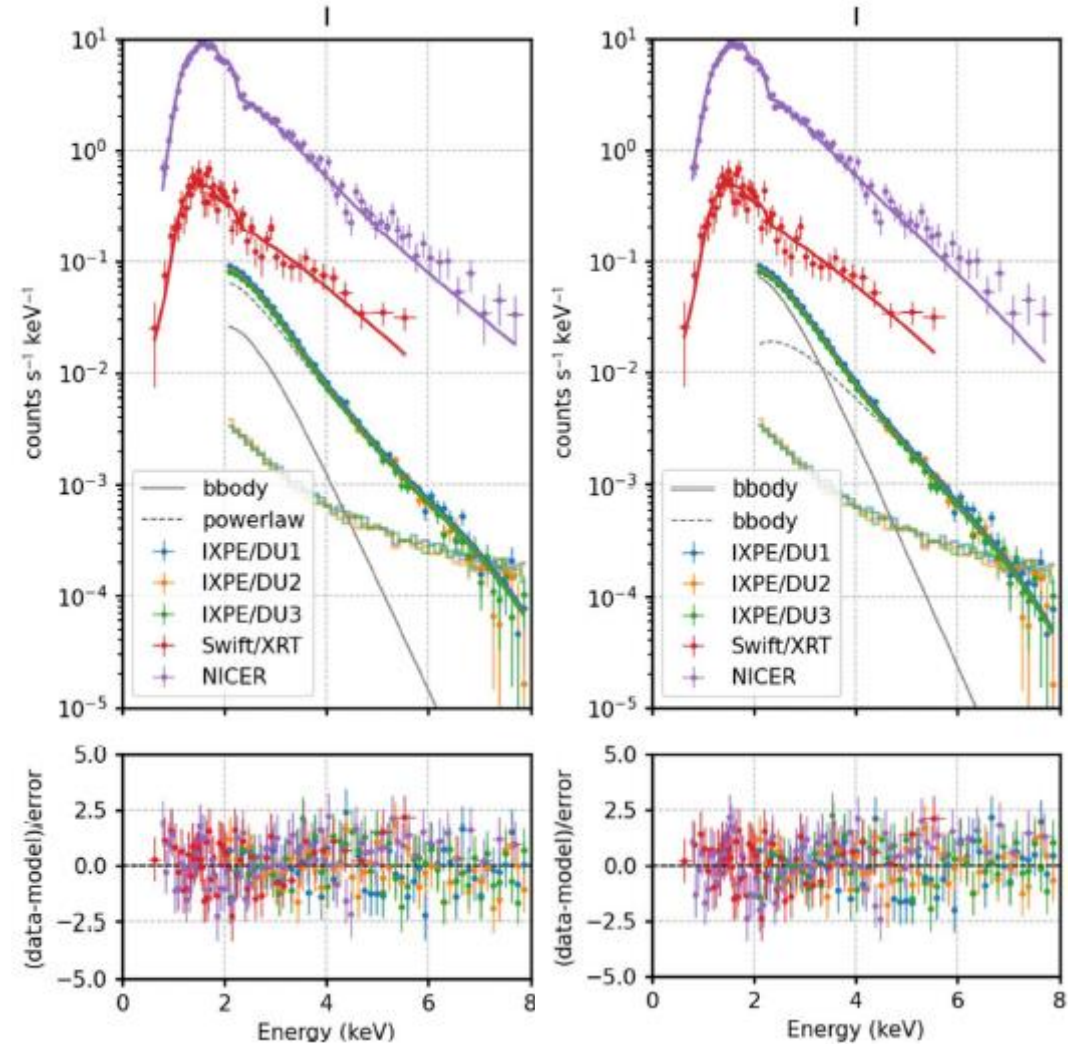 I
10¹
10⁰
10⁻¹
10⁻²
10⁻³
10⁻⁴
10⁻⁵
counts s⁻¹ keV⁻¹
bbody
powerlaw
IXPE/DU1
IXPE/DU2
IXPE/DU3
Swift/XRT
NICER
5.0
2.5
0.0
−2.5
−5.0
(data-model)/error
0 2 4 6 8
Energy (keV)
I
10¹
10⁰
10⁻¹
10⁻²
10⁻³
10⁻⁴
10⁻⁵
counts s⁻¹ keV⁻¹
bbody
bbody
IXPE/DU1
IXPE/DU2
IXPE/DU3
Swift/XRT
NICER
5.0
2.5
0.0
−2.5
−5.0
(data-model)/error
0 2 4 6 8
Energy (keV)